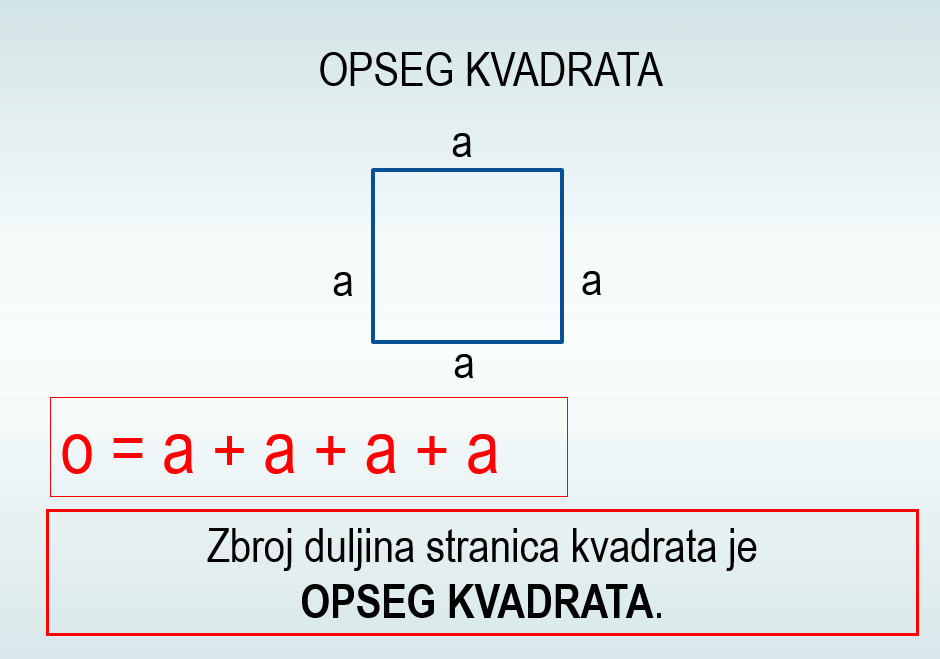 OPSEG KVADRATA
a
a
a
a
o = a + a + a + a
Zbroj duljina stranica kvadrata je
OPSEG KVADRATA.